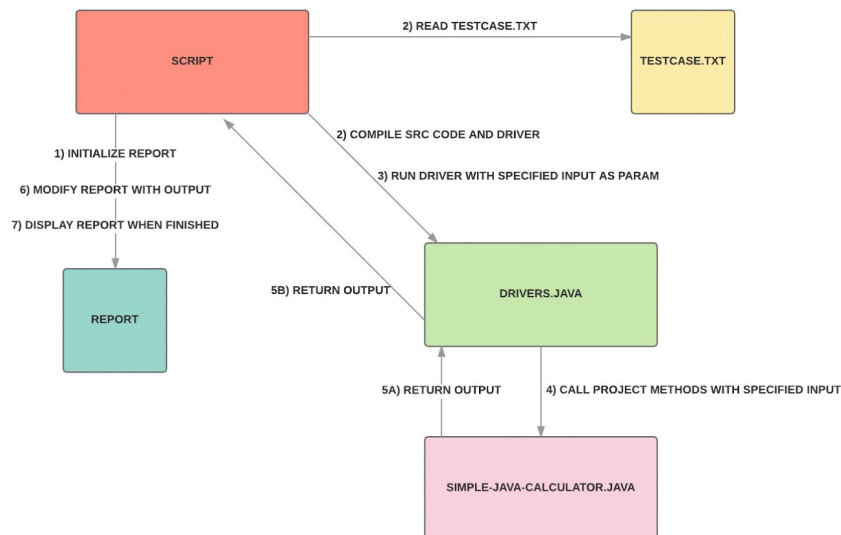 2) READ TESTCASE.TXT
SCRIPT
TESTCASE.TXT
2) COMPILE SRC CODE AND DRIVER
1) INITIALIZE REPORT
3) RUN DRIVER WITH SPECIFIED INPUT AS PARAM
6) MODIFY REPORT WITH OUTPUT
7) DISPLAY REPORT WHEN FINISHED
5B) RETURN OUTPUT
DRIVERS.JAVA
REPORT
5A) RETURN OUTPUT
4) CALL PROJECT METHODS WITH SPECIFIED INPUT
SIMPLE-JAVA-CALCULATOR.JAVA